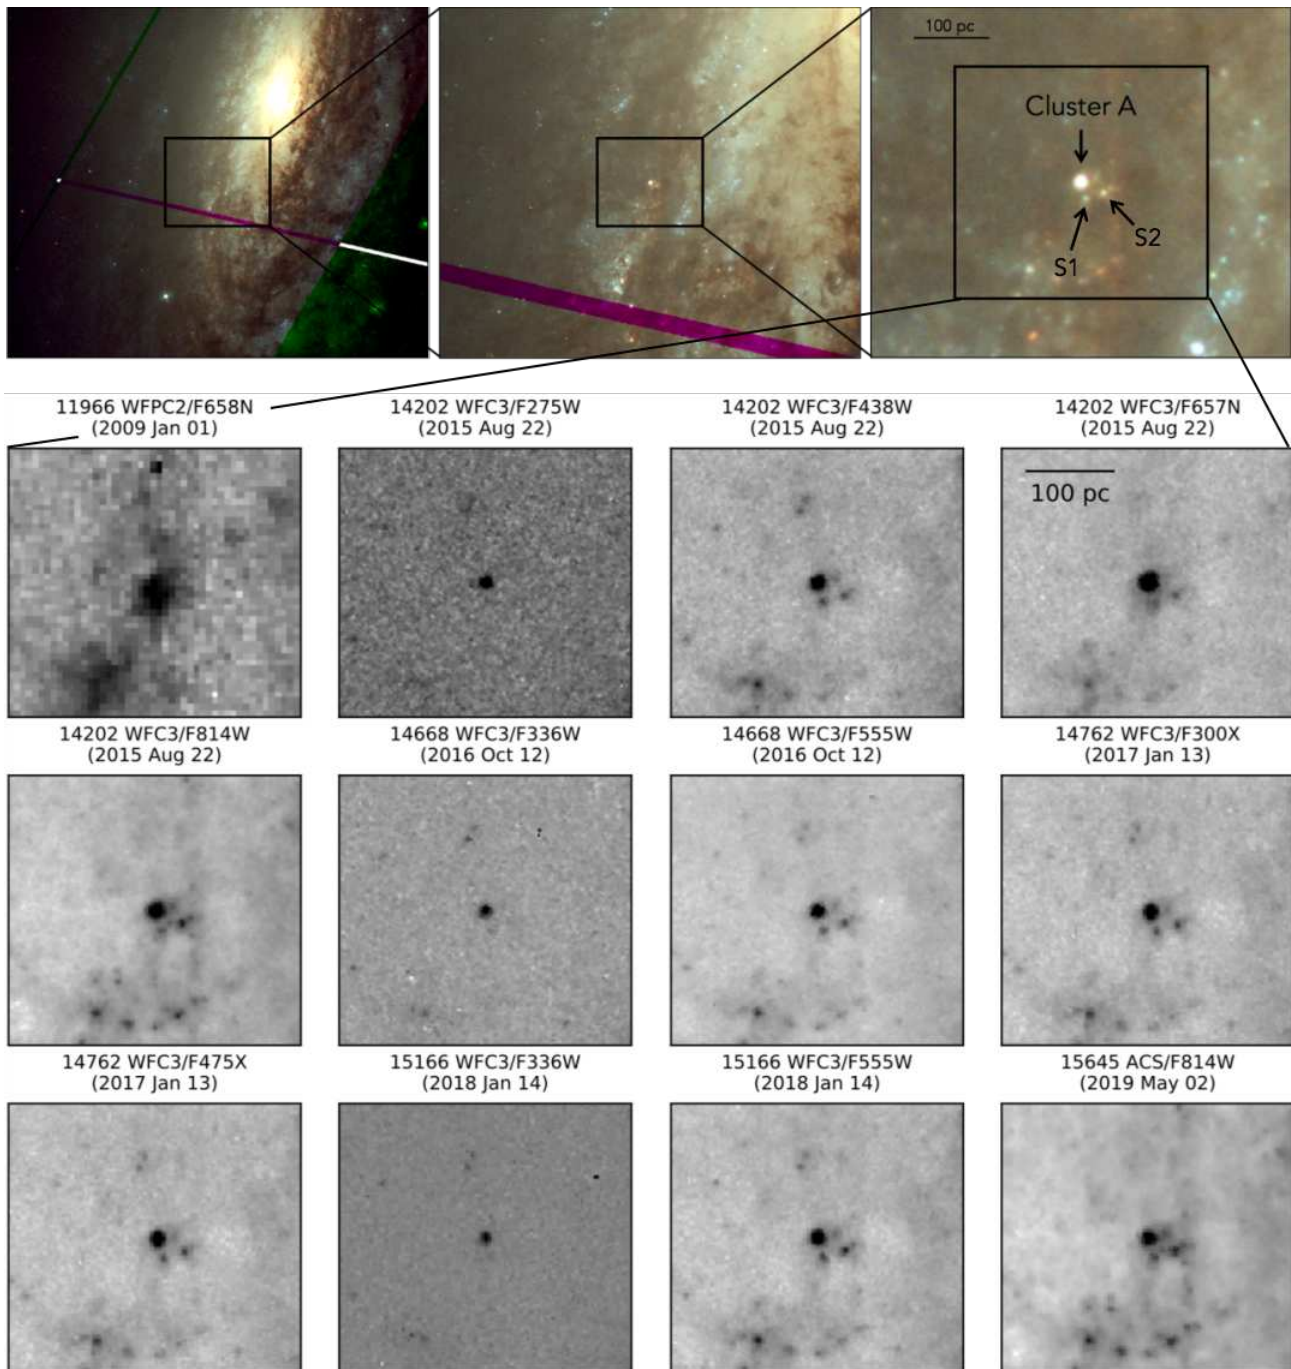 100 pc
Cluster A
S1
S2
11966 WFPC2/F658N
(2009 Jan 01)
14202 WFC3/F275W
(2015 Aug 22)
14202 WFC3/F438W
(2015 Aug 22)
14202 WFC3/F657N
(2015 Aug 22)
100 pc
14202 WFC3/F814W
(2015 Aug 22)
14668 WFC3/F336W
(2016 Oct 12)
14668 WFC3/F555W
(2016 Oct 12)
14762 WFC3/F300X
(2017 Jan 13)
14762 WFC3/F475X
(2017 Jan 13)
15166 WFC3/F336W
(2018 Jan 14)
15166 WFC3/F555W
(2018 Jan 14)
15645 ACS/F814W
(2019 May 02)